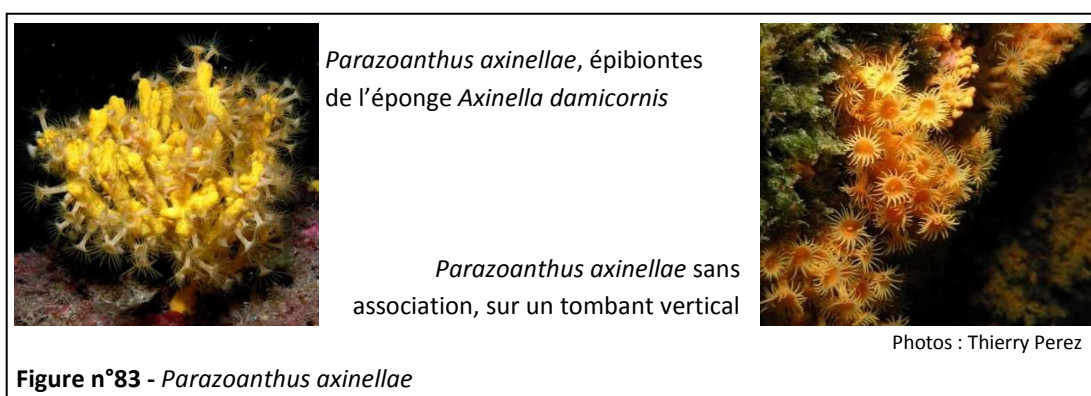 Parazoanthus axinellae, épibiontes
de l'éponge Axinella damicornis
Parazoanthus axinellae sans
association, sur un tombant vertical
Photos : Thierry Perez
Figure n°83 - Parazoanthus axinellae